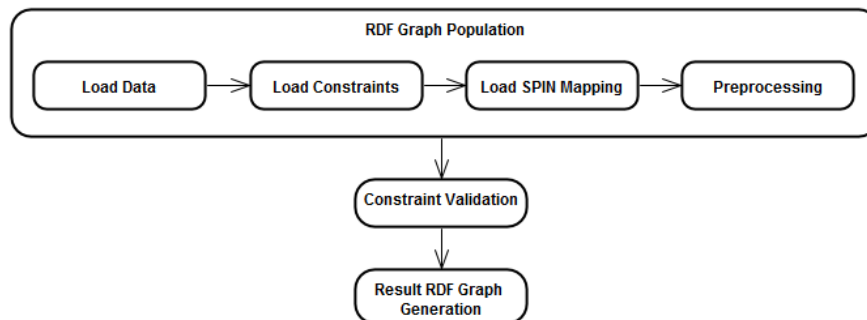 RDF Graph Population
Load Data
Load Constraints
Load SPIN Mapping
Preprocessing
Constraint Validation
Result RDF Graph
Generation